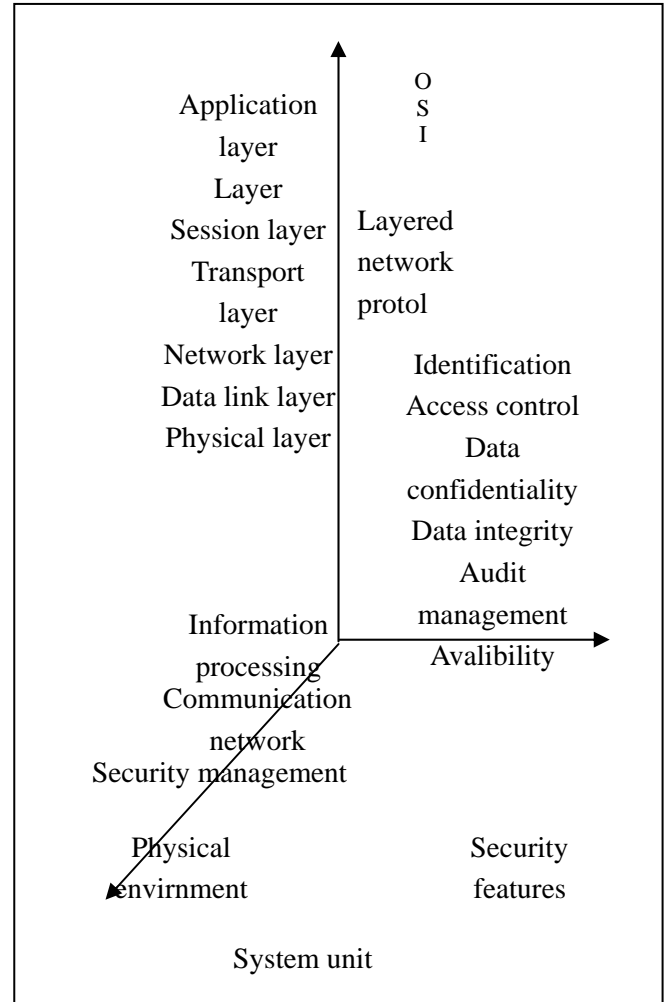 O
S
I
Application
layer
Layer
Session layer
Transport
layer
Network layer
Data link layer
Physical layer
Layered
network
protol
Identification
Access control
Data
confidentiality
Data integrity
Audit
management
Avalibility
Information
processing
Communication
network
Security management
Physical
envirnment
Security
features
System unit